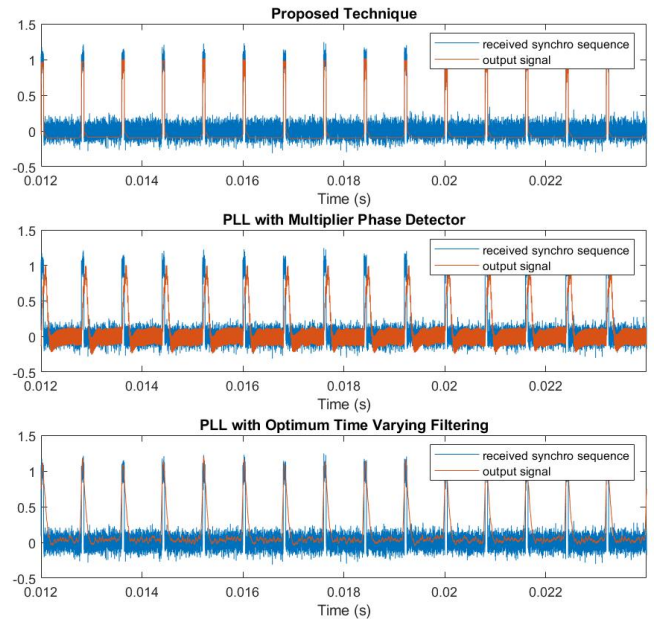 Proposed Technique
1.5
1
0.5
0
-0.5
received synchro sequence
output signal
0.012 0.014 0.016 0.018 0.02 0.022
Time (s)
PLL with Multiplier Phase Detector
1.5
1
0.5
0
-0.5
received synchro sequence
output signal
0.012 0.014 0.016 0.018 0.02 0.022
Time (s)
PLL with Optimum Time Varying Filtering
1.5
1
0.5
0
-0.5
received synchro sequence
output signal
0.012 0.014 0.016 0.018 0.02 0.022
Time (s)